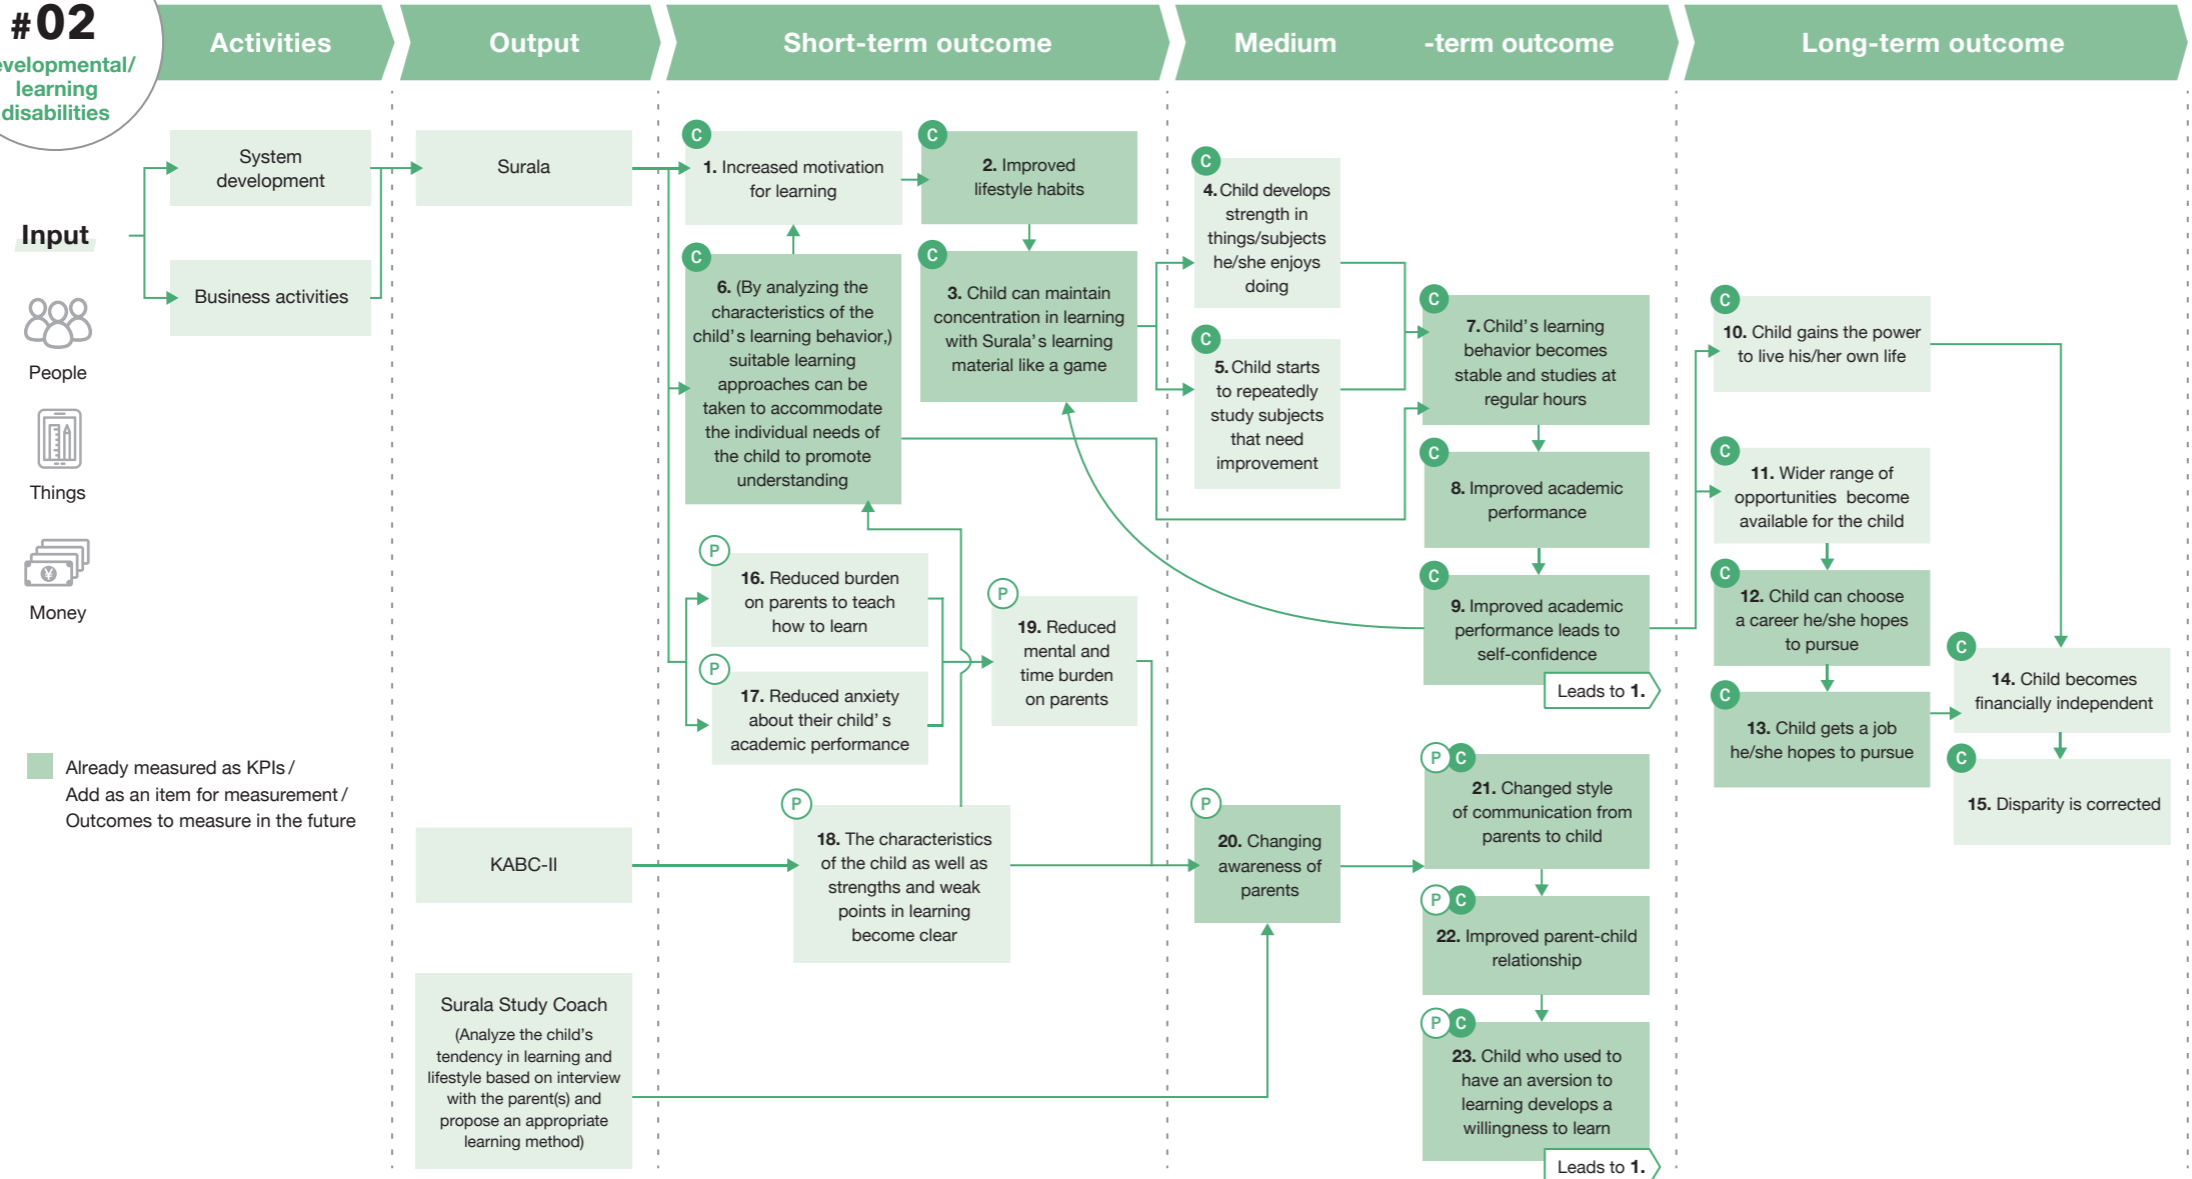 #02
evelopmental/
learning
disabilities
Activities
Output
Short-term outcome
Medium -term outcome
Long-term outcome
Input
People
Things
Money
Already measured as KPIs /
Add as an item for measurement /
Outcomes to measure in the future
System
development
Business activities
Surala
KABC-II
Surala Study Coach
(Analyze the child's
tendency in learning and
lifestyle based on interview
with the parent(s) and
propose an appropriate
learning method)
C
1. Increased motivation
for learning
C
2. Improved
lifestyle habits
C
6. (By analyzing the
characteristics of the
child's learning behavior,)
suitable learning
approaches can be
taken to accommodate
the individual needs of
the child to promote
understanding
C
3. Child can maintain
concentration in learning
with Surala's learning
material like a game
P
16. Reduced burden
on parents to teach
how to learn
P
17. Reduced anxiety
about their child's
academic performance
P
19. Reduced
mental and
time burden
on parents
P
18. The characteristics
of the child as well as
strengths and weak
points in learning
become clear
C
4. Child develops
strength in
things/subjects
he/she enjoys
doing
C
5. Child starts
to repeatedly
study subjects
that need
improvement
C
7. Child's learning
behavior becomes
stable and studies at
regular hours
C
8. Improved academic
performance
C
9. Improved academic
performance leads to
self-confidence
Leads to 1.
P
20. Changing
awareness of
parents
P C
21. Changed style
of communication from
parents to child
P C
22. Improved parent-child
relationship
P C
23. Child who used to
have an aversion to
learning develops a
willingness to learn
Leads to 1.
C
10. Child gains the power
to live his/her own life
C
11. Wider range of
opportunities become
available for the child
C
12. Child can choose
a career he/she hopes
to pursue
C
13. Child gets a job
he/she hopes to pursue
C
14. Child becomes
financially independent
C
15. Disparity is corrected